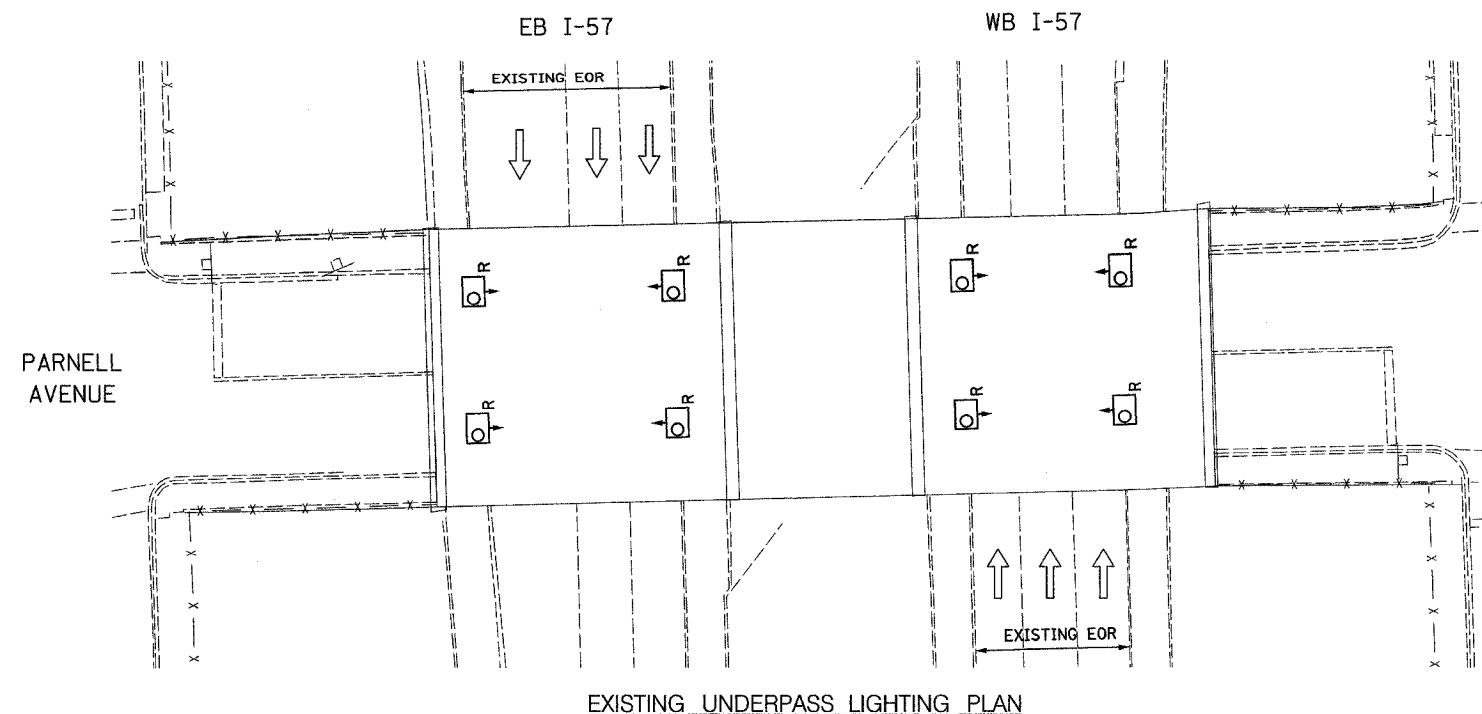 EB I-57
WB I-57
EXISTING EOR
R
R
R
R
PARNELL
AVENUE
R
R
R
R
EXISTING EOR
EXISTING UNDERPASS LIGHTING PLAN